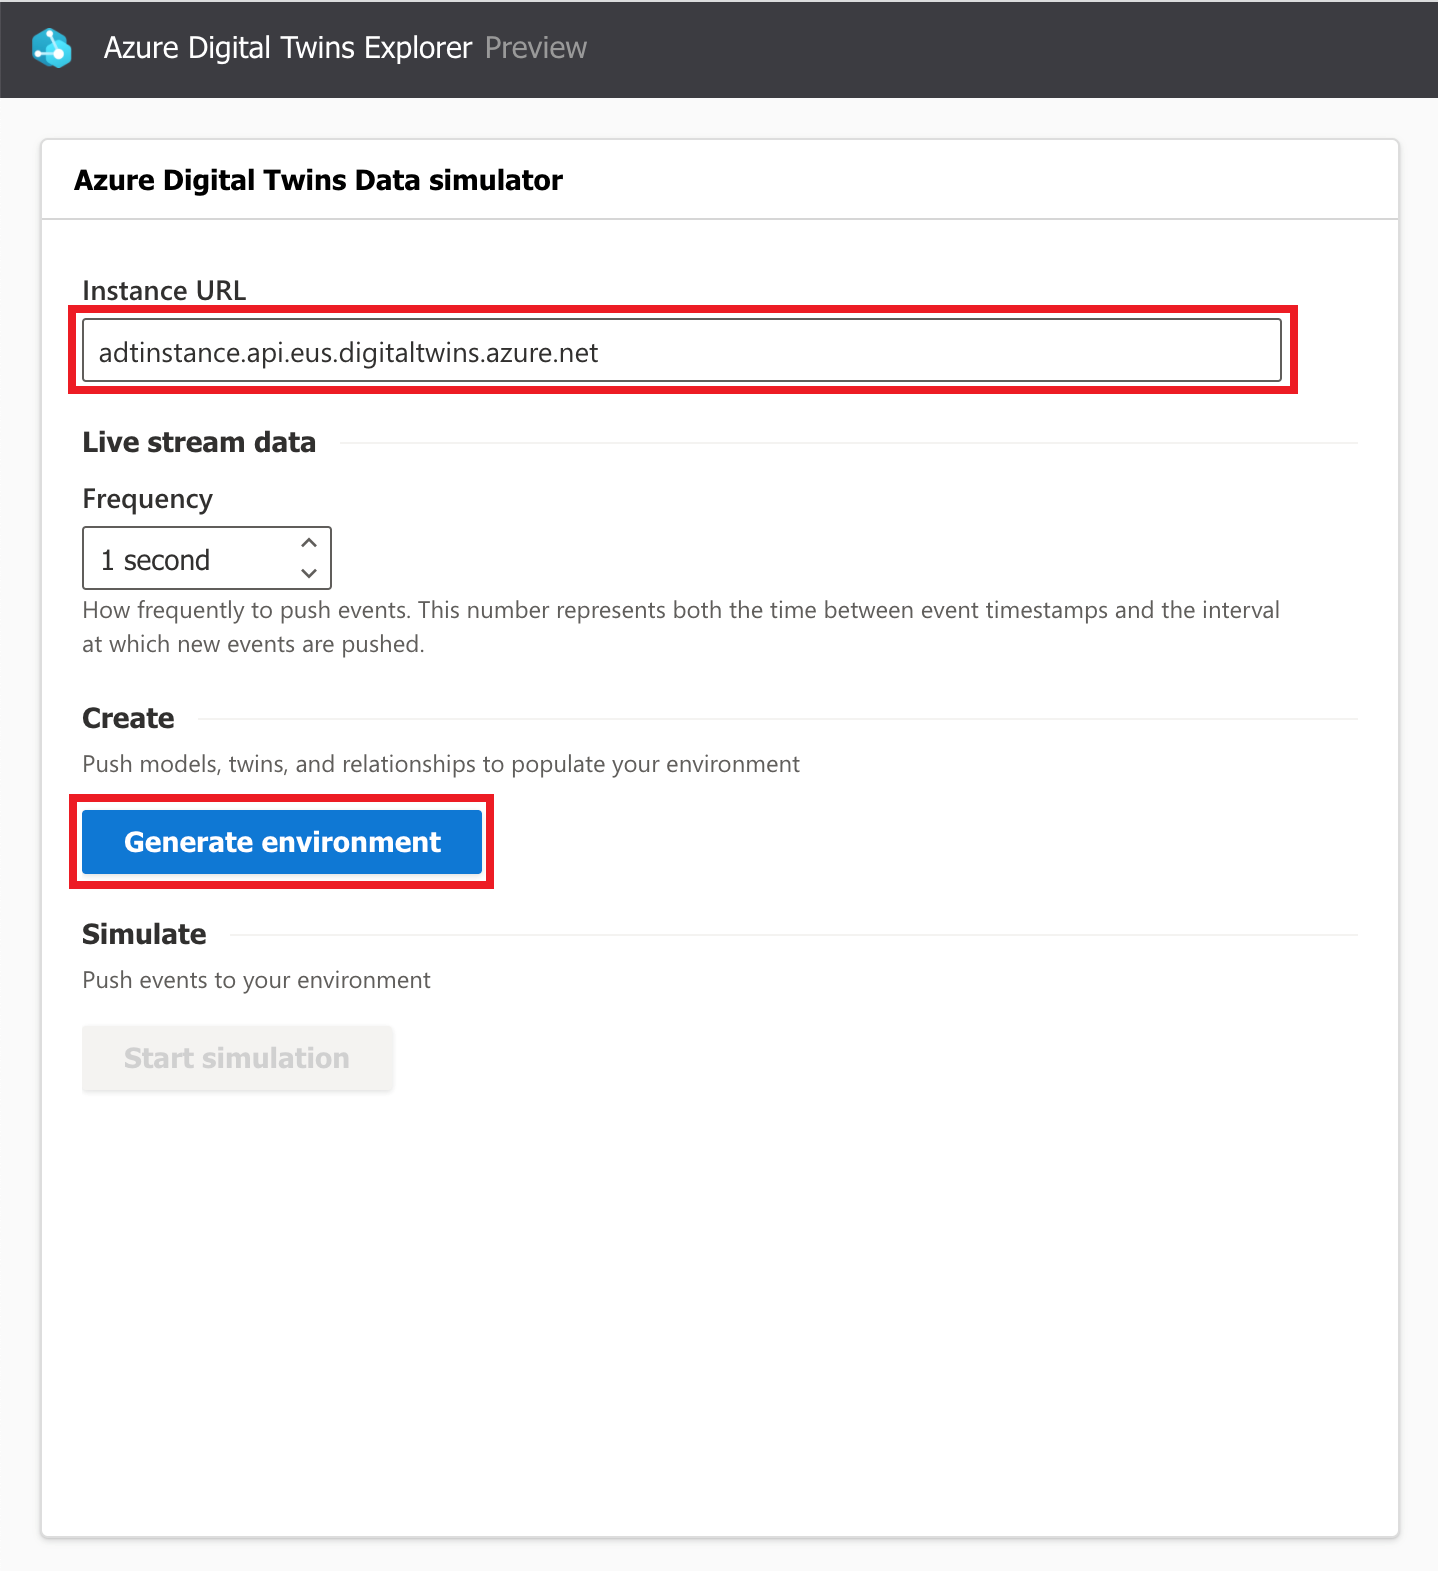 Azure Digital Twins Explorer Preview
Azure Digital Twins Data simulator
Instance URL
adtinstance.api.eus.digitaltwins.azure.net
Live stream data
Frequency
1 second
How frequently to push events. This number represents both the time between event timestamps and the interval
at which new events are pushed.
Create
Push models, twins, and relationships to populate your environment
Generate environment
Simulate
Push events to your environment
Start simulation